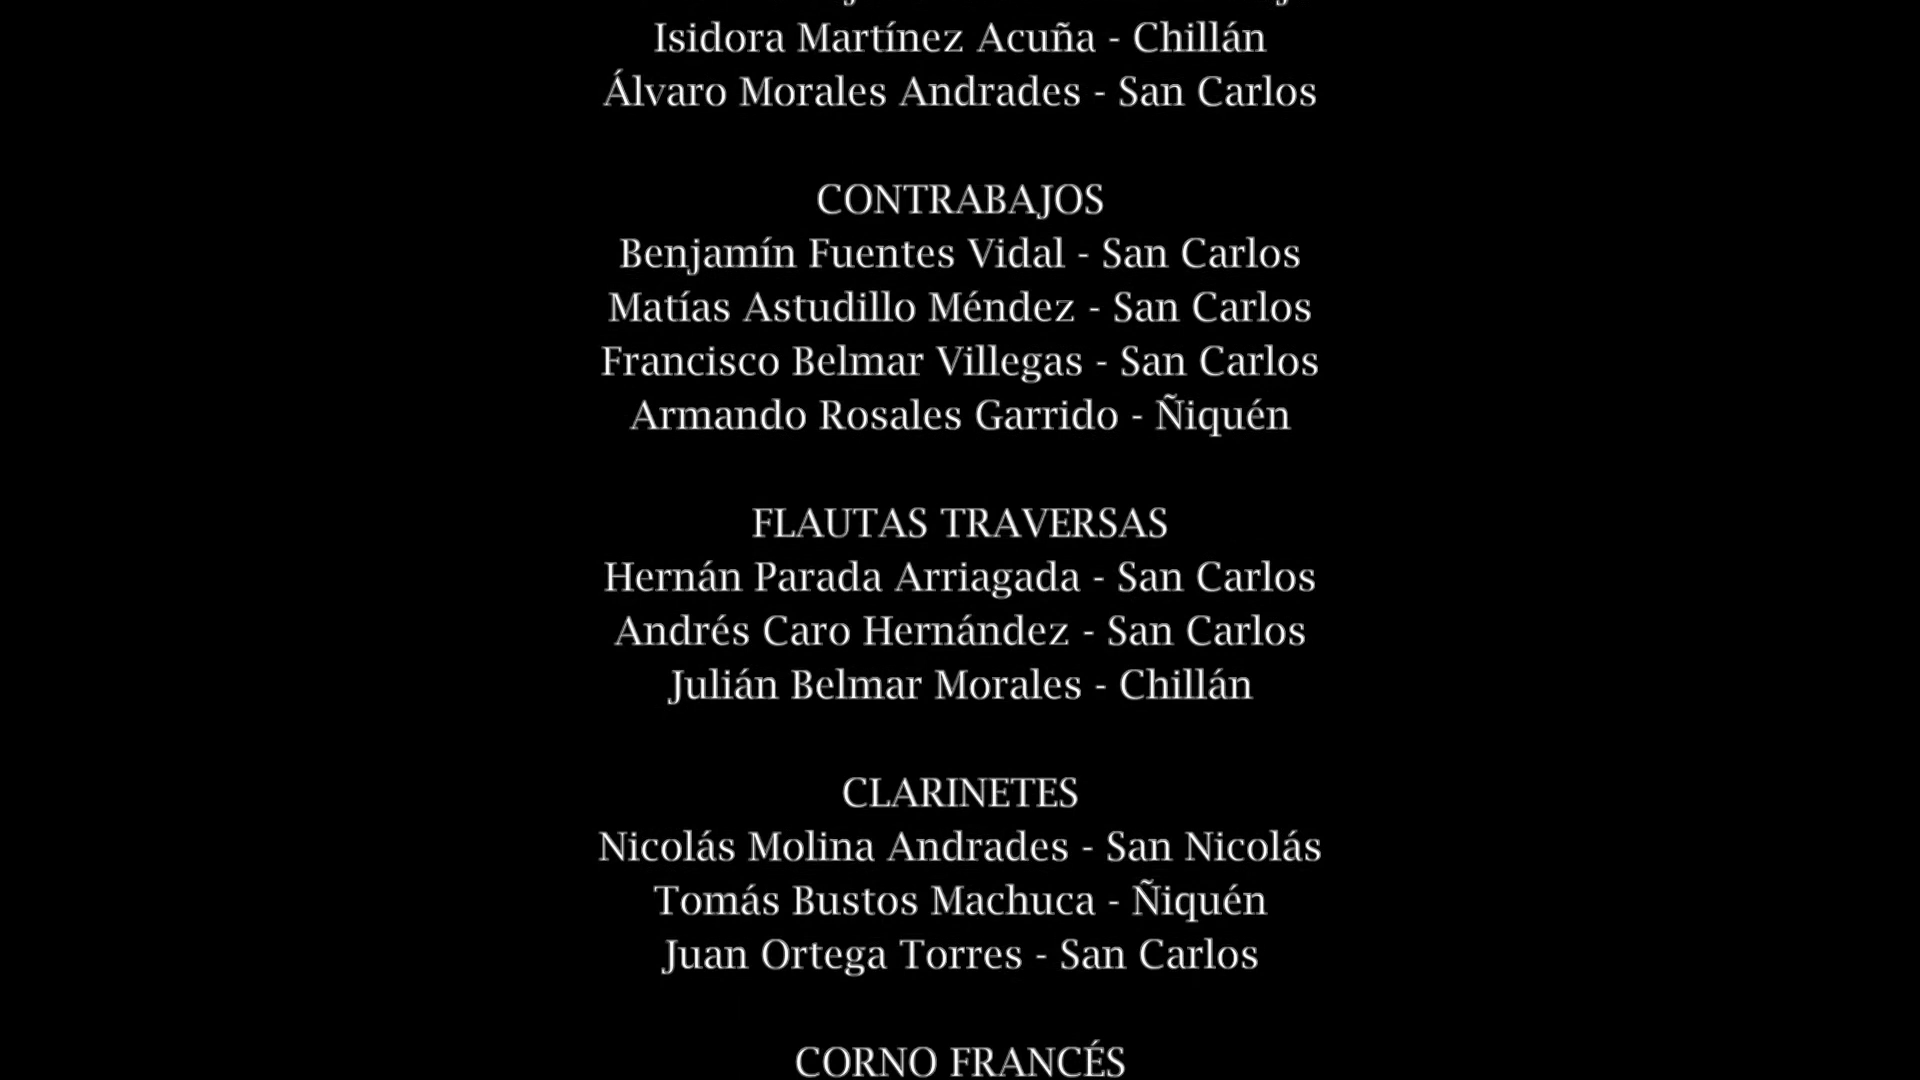 Isidora Martínez Acuña - Chillán
Álvaro Morales Andrades - San Carlos
CONTRABAJOS
Benjamín Fuentes Vidal - San Carlos
Matías Astudillo Méndez - San Carlos
Francisco Belmar Villegas - San Carlos
Armando Rosales Garrido - Ñiquén
FLAUTAS TRAVERSAS
Hernán Parada Arriagada - San Carlos
Andrés Caro Hernández - San Carlos
Julián Belmar Morales - Chillán
CLARINETES
Nicolás Molina Andrades - San Nicolás
Tomás Bustos Machuca - Ñiquén
Juan Ortega Torres - San Carlos
CORNO FRANCÉS